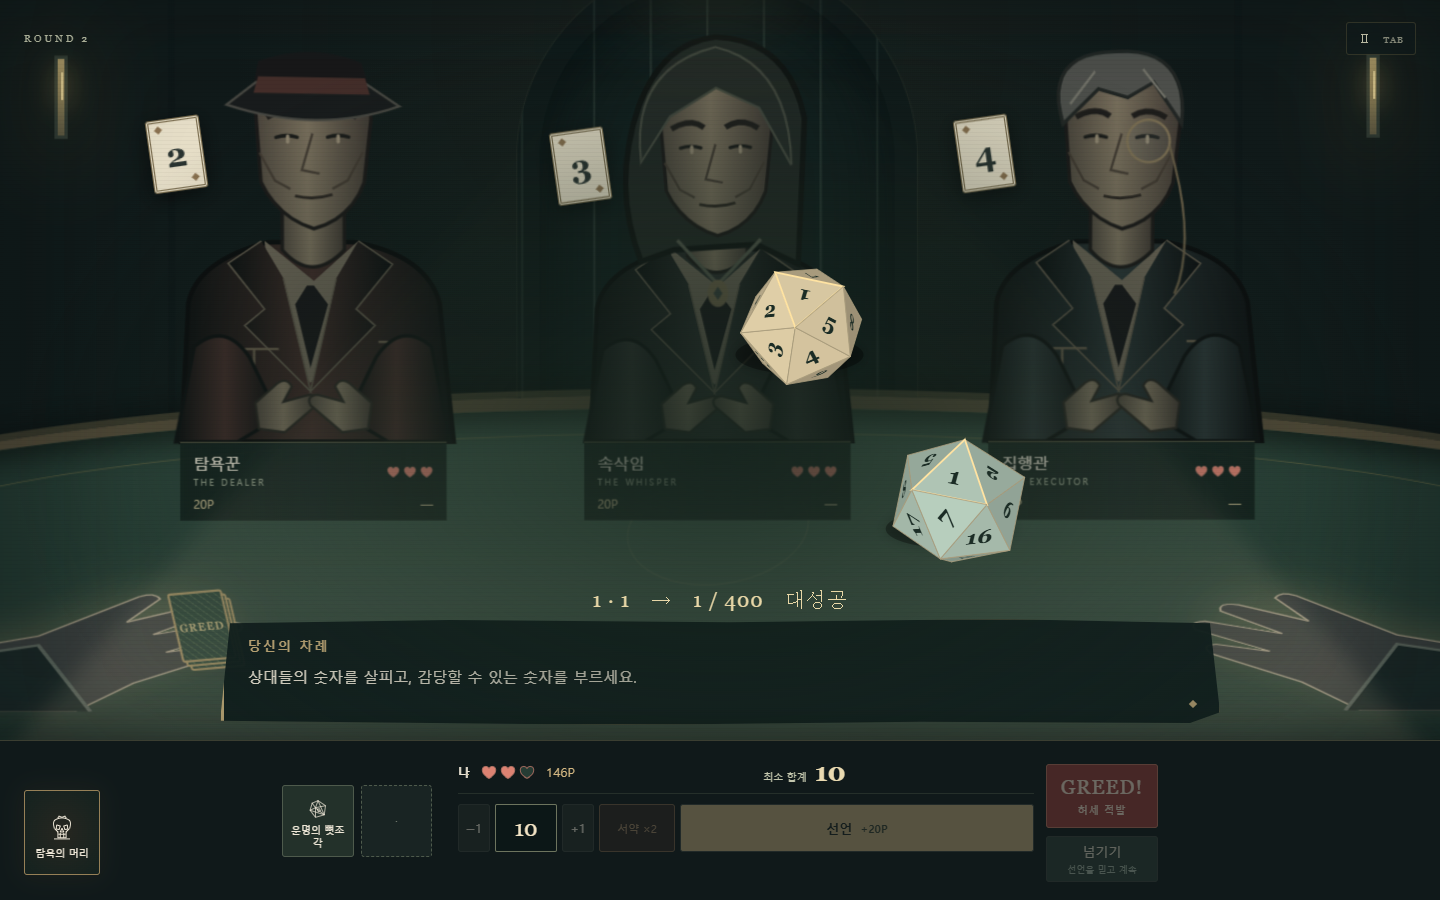 ROUND 2
II TAB
2
3
4
1
2
5
3
4
5
1
2
7
6
16
탐욕꾼
THE DEALER
20P
—
속삭임
THE WHISPER
20P
—
집행관
EXECUTOR
—
1 · 1 → 1 / 400 대성공
GREED
당신의 차례
상대들의 숫자를 살피고, 감당할 수 있는 숫자를 부르세요.
탐욕의 머리
운명의 뼛조
각
나 146P
최소 합계 10
−1
10
+1
서약 ×2
선언 +20P
GREED!
허세 적발
넘기기
선언을 믿고 계속